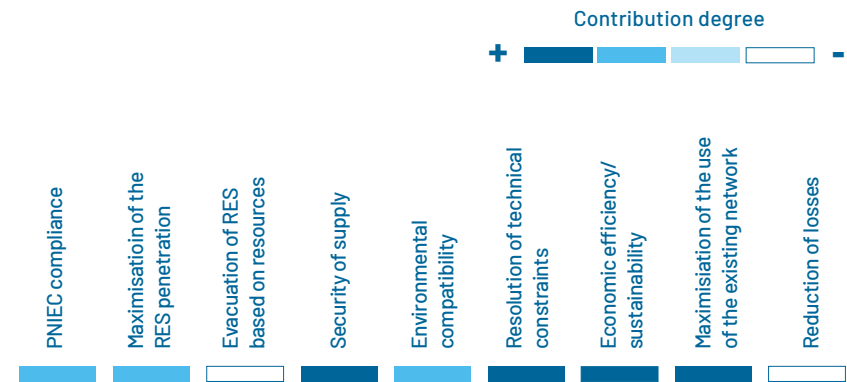 Contribution degree
+
-
PNIEC compliance
Maximisatioin of the
RES penetration
Evacuation of RES
based on resources
Security of supply
Environmental
compatibility
Resolution of technical
constraints
Economic efficiency/
sustainability
Maximisiation of the use
of the existing network
Reduction of losses